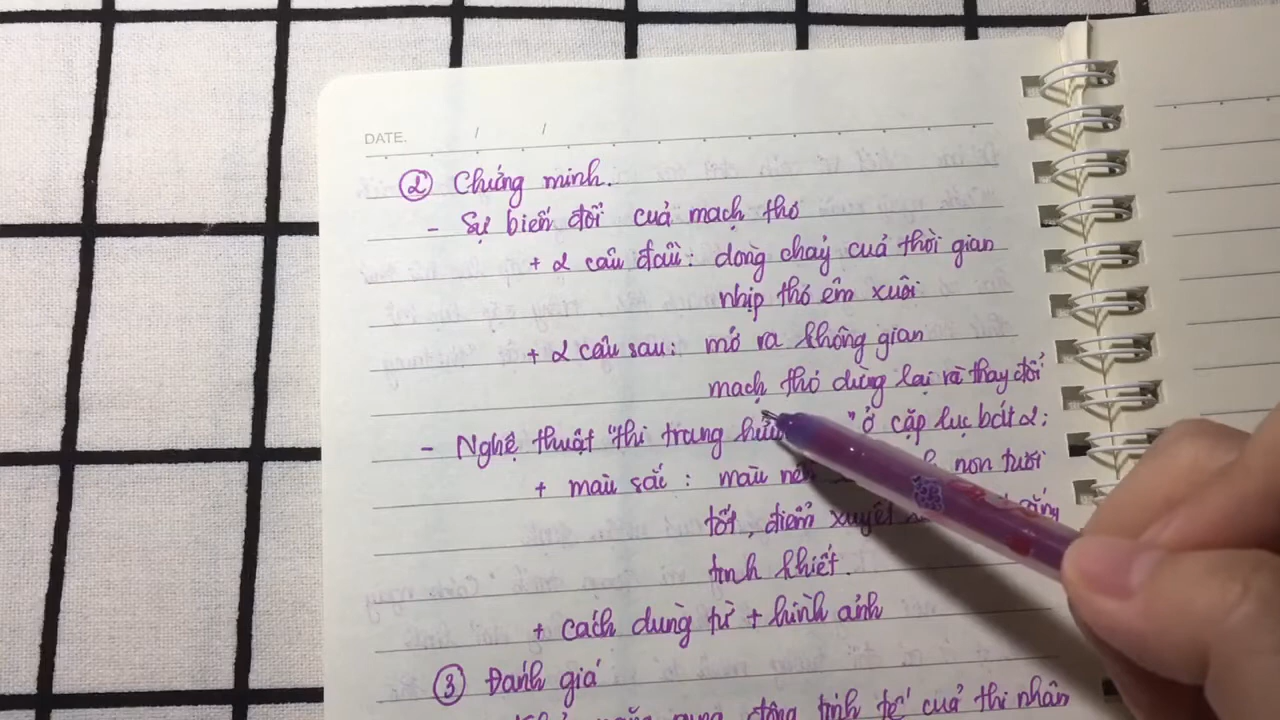 DATE. / /
② Chứng minh.
- Sự biến đổi của mạch thơ
+ 2 câu đầu: dòng chảy của thời gian
nhịp thơ êm xuôi
+ 2 câu sau: mở ra không gian
mạch thơ dừng lại và thay đổi
- Nghệ thuật "thi trung hữu " ở cặp lục bát 2:
+ màu sắc : màu nền non tươi
tốt, điểm xuyết
tinh khiết.
+ cách dùng từ + hình ảnh
③ Đánh giá
rung động tinh tế của thi nhân